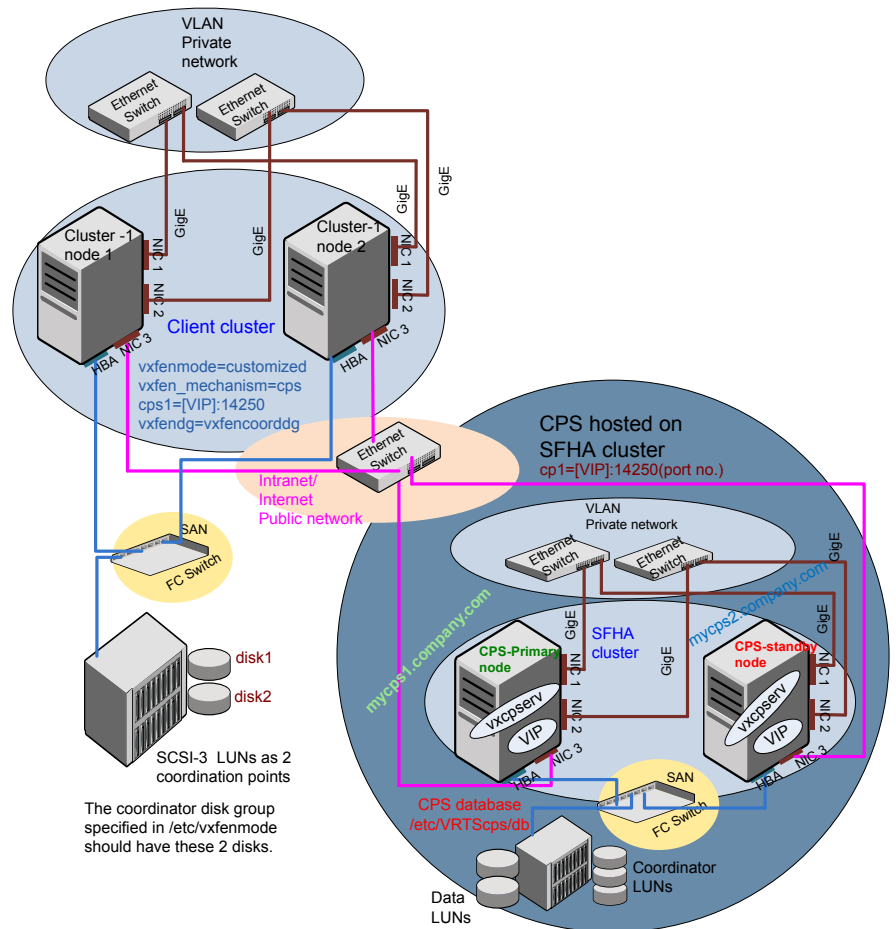 VLAN
Private
network
Ethernet
Switch
Ethernet
Switch
GigE
GigE
GigE
GigE
Cluster -1
node 1
NIC 1
NIC 2
NIC 3
HBA
Cluster-1
node 2
NIC 1
NIC 2
NIC 3
HBA
Client cluster
vxfenmode=customized
vxfen_mechanism=cps
cps1=[VIP]:14250
vxfendg=vxfencoorddg
Ethernet
Switch
Intranet/
Internet
Public network
SAN
FC Switch
disk1
disk2
SCSI-3 LUNs as 2
coordination points
The coordinator disk group
specified in /etc/vxfenmode
should have these 2 disks.
CPS hosted on
SFHA cluster
cp1=[VIP]:14250(port no.)
VLAN
Private network
Ethernet
Switch
Ethernet
Switch
GigE
GigE
GigE
mycps1.company.com
mycps2.company.com
SFHA
cluster
CPS-Primary
node
NIC 1
NIC 2
NIC 3
HBA
vxcpserv
VIP
CPS-standby
node
NIC 1
NIC 2
NIC 3
HBA
vxcpserv
VIP
SAN
FC Switch
CPS database
/etc/VRTScps/db
Data
LUNs
Coordinator
LUNs